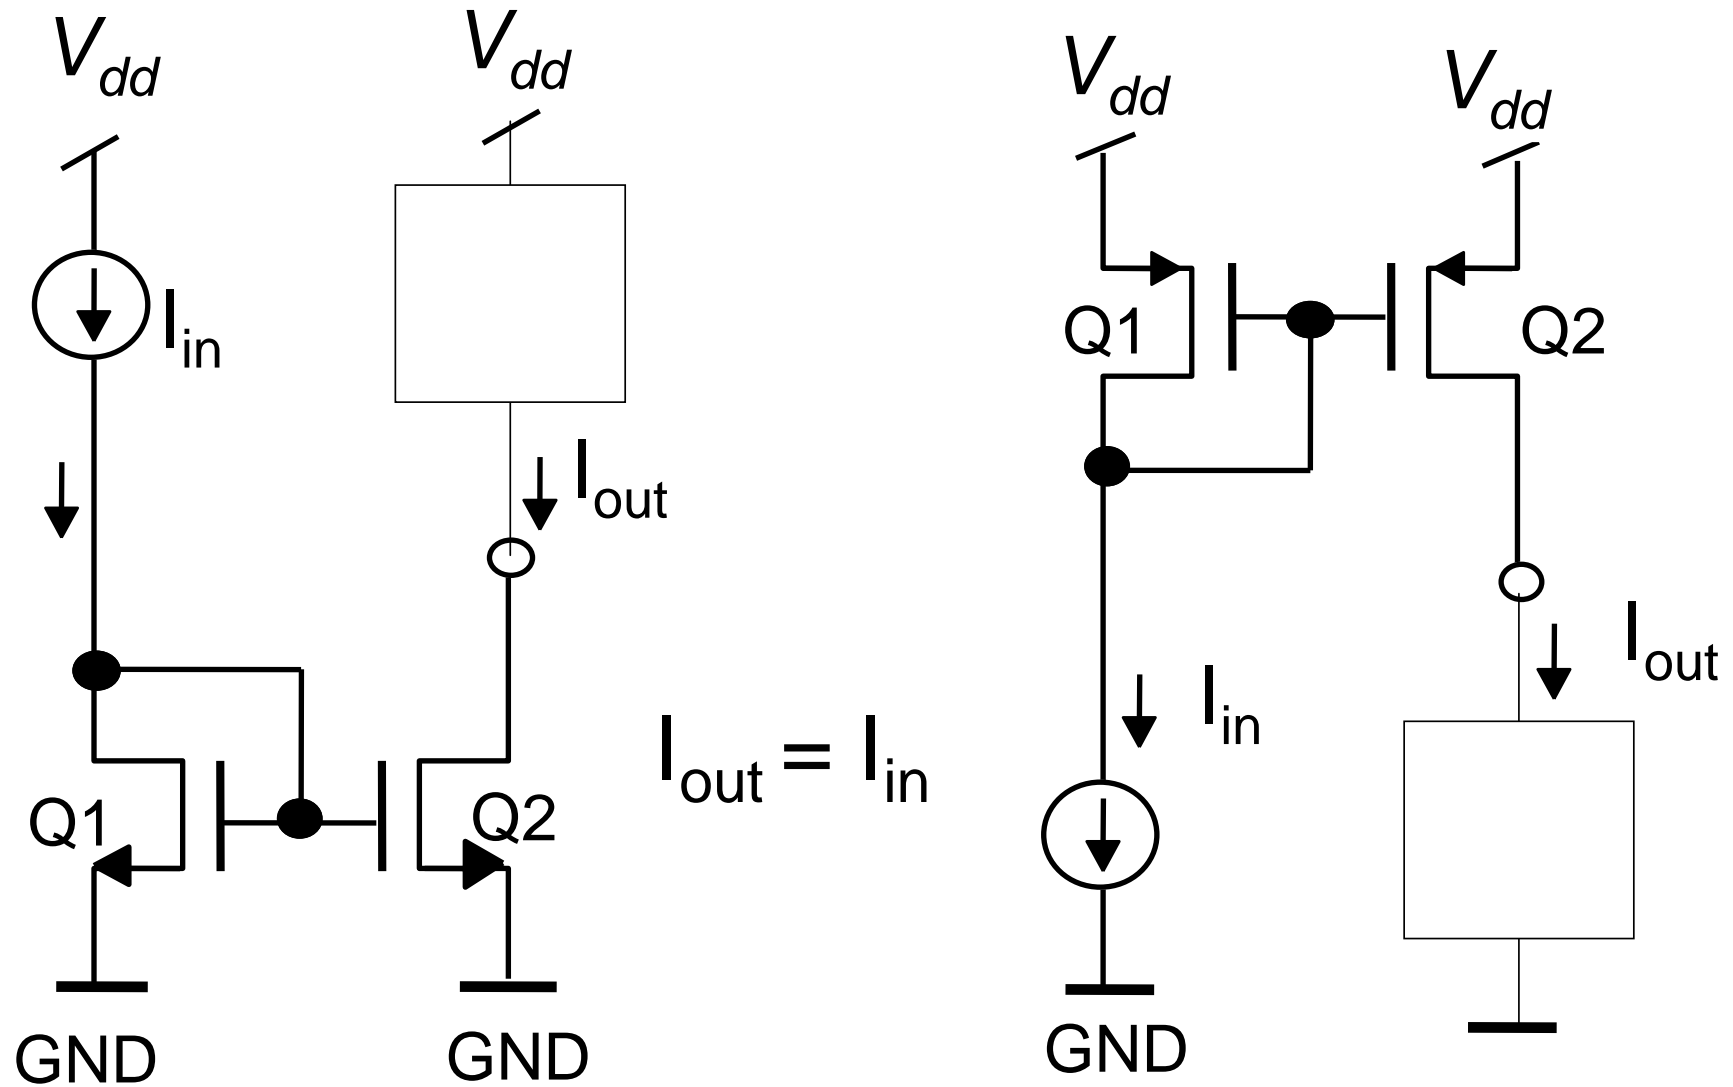 Vdd
Vdd
Iin
Iout
Q1
Q2
GND
GND
Iout = Iin
Vdd
Vdd
Q1
Q2
Iin
Iout
GND